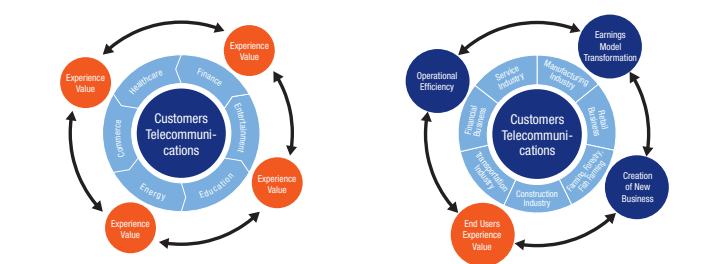 Experience
Value
Experience
Value
Healthcare
Finance
Commerce
Customers
Telecommuni-
cations
Entertainment
Energy
Education
Experience
Value
Experience
Value
Earnings
Model
Transformation
Operational
Efficiency
Service
Industry
Manufacturing
Industry
Financial
Business
Customers
Telecommuni-
cations
Retail
Business
Transportation
Industry
Construction
Industry
Farming, Forestry,
Fish Farming
Creation
of New
Business
End Users
Experience
Value